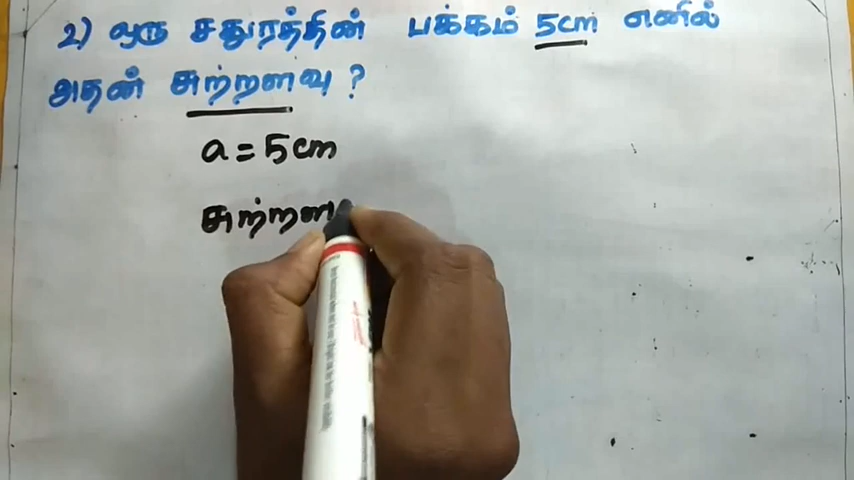 2) ஒரு சதுரத்தின் பக்கம் 5cm எனில்
அதன் சுற்றளவு ?
a = 5cm
சுற்றள